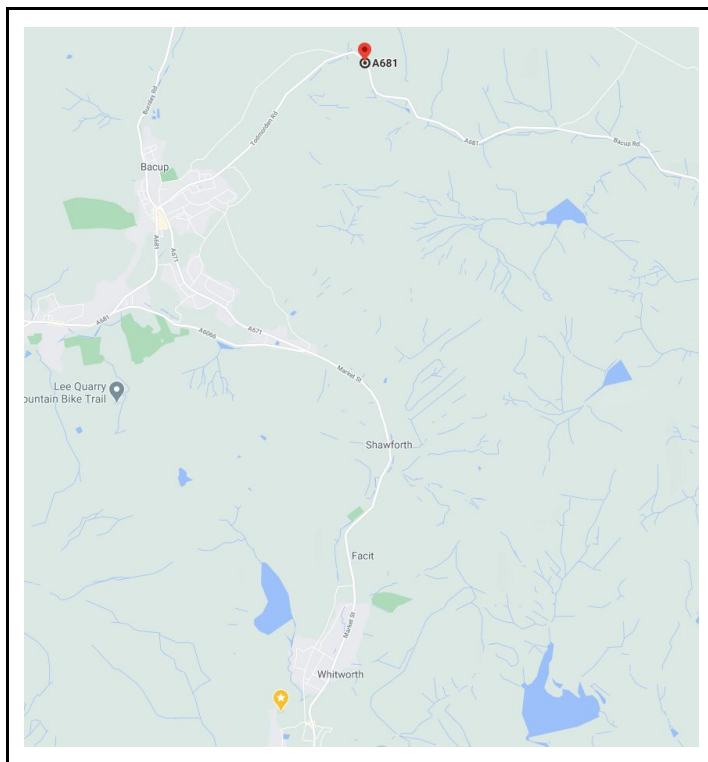 A681
Burnley Rd
Todmorden Rd
A681
Bacup Rd
Bacup
A681
A671
A681
A6066
A671
Market St
Lee Quarry
ountain Bike Trail
Shawforth
Facit
Market St
Whitworth